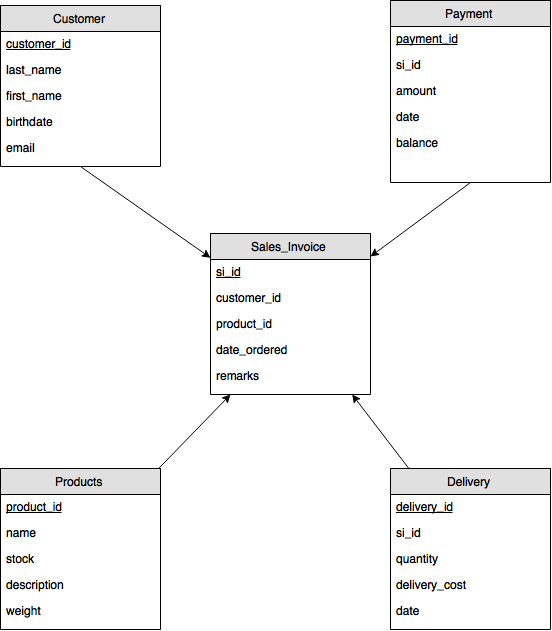 Customer
customer_id
last_name
first_name
birthdate
email
Payment
payment_id
si_id
amount
date
balance
Sales_Invoice
si_id
customer_id
product_id
date_ordered
remarks
Products
product_id
name
stock
description
weight
Delivery
delivery_id
si_id
quantity
delivery_cost
date